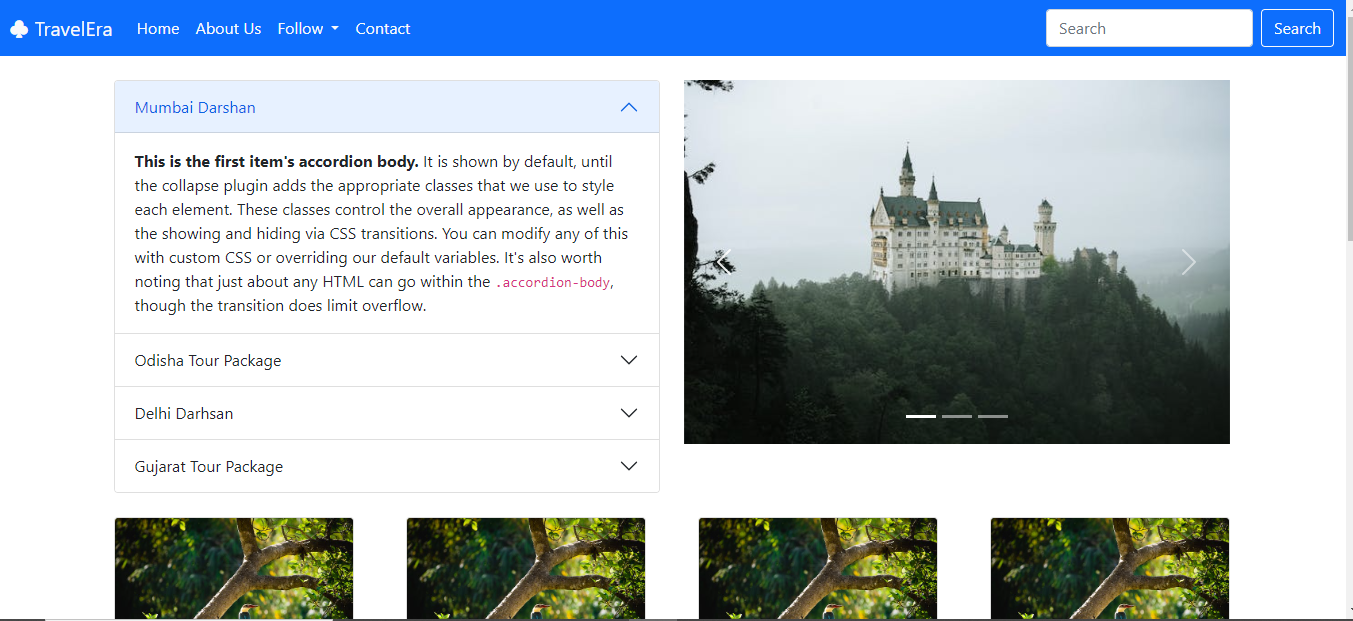 TravelEra Home About Us Follow Contact Search Search
Mumbai Darshan
This is the first item's accordion body. It is shown by default, until
the collapse plugin adds the appropriate classes that we use to style
each element. These classes control the overall appearance, as well as
the showing and hiding via CSS transitions. You can modify any of this
with custom CSS or overriding our default variables. It's also worth
noting that just about any HTML can go within the .accordion-body,
though the transition does limit overflow.
Odisha Tour Package
Delhi Darhsan
Gujarat Tour Package